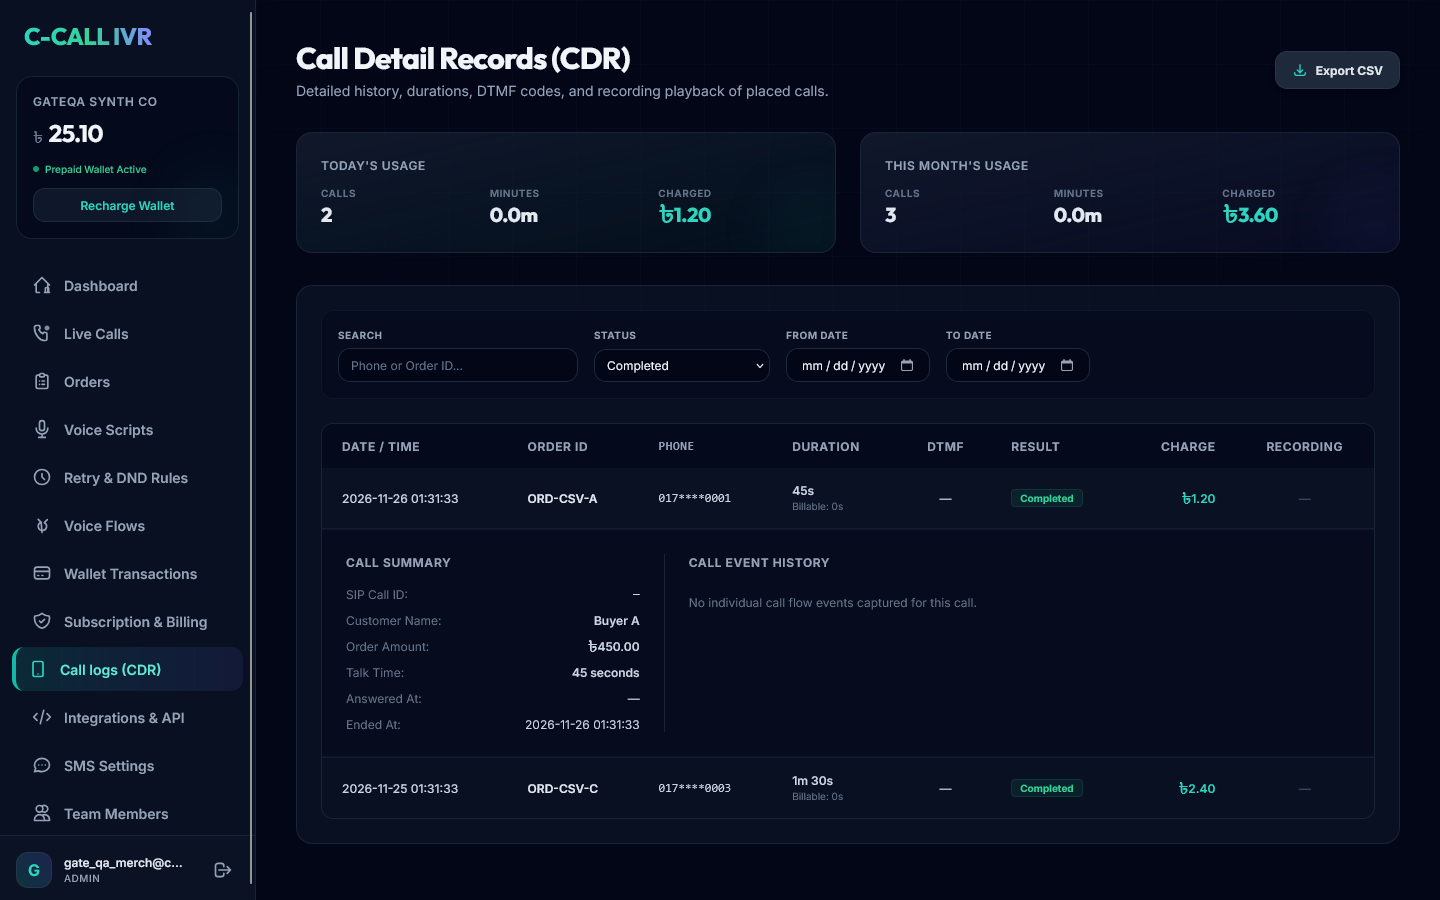 C-CALL IVR
GATEQA SYNTH CO
৳ 25.10
Prepaid Wallet Active
Recharge Wallet
Dashboard
Live Calls
Orders
Voice Scripts
Retry & DND Rules
Voice Flows
Wallet Transactions
Subscription & Billing
Call logs (CDR)
Integrations & API
SMS Settings
Team Members
G
gate_qa_merch@c...
ADMIN
Call Detail Records (CDR)
Detailed history, durations, DTMF codes, and recording playback of placed calls.
Export CSV
TODAY'S USAGE
CALLS MINUTES CHARGED
2 0.0m ৳1.20
THIS MONTH'S USAGE
CALLS MINUTES CHARGED
3 0.0m ৳3.60
SEARCH STATUS FROM DATE TO DATE
Phone or Order ID... Completed mm / dd / yyyy mm / dd / yyyy
DATE / TIME ORDER ID PHONE DURATION DTMF RESULT CHARGE RECORDING
2026-11-26 01:31:33 ORD-CSV-A 017****0001 45s — Completed ৳1.20 —
Billable: 0s
CALL SUMMARY
SIP Call ID: –
Customer Name: Buyer A
Order Amount: ৳450.00
Talk Time: 45 seconds
Answered At: —
Ended At: 2026-11-26 01:31:33
CALL EVENT HISTORY
No individual call flow events captured for this call.
2026-11-25 01:31:33 ORD-CSV-C 017****0003 1m 30s — Completed ৳2.40 —
Billable: 0s